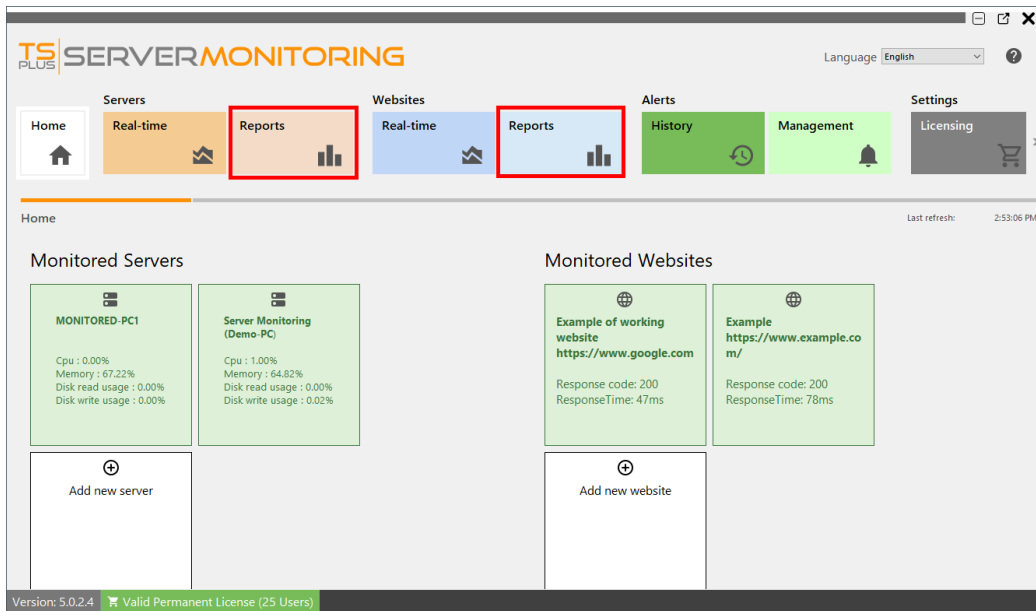 TS PLUS SERVERMONITORING
Language English
Servers
Websites
Alerts
Settings
Home
Real-time
Reports
Real-time
Reports
History
Management
Licensing
Home
Last refresh: 2:53:06 PM
Monitored Servers
MONITORED-PC1
Cpu : 0.00%
Memory : 67.22%
Disk read usage : 0.00%
Disk write usage : 0.00%
Server Monitoring
(Demo-PC)
Cpu : 1.00%
Memory : 64.82%
Disk read usage : 0.00%
Disk write usage : 0.02%
Add new server
Monitored Websites
Example of working
website
https://www.google.com
Response code: 200
ResponseTime: 47ms
Example
https://www.example.co
m/
Response code: 200
ResponseTime: 78ms
Add new website
Version: 5.0.2.4
Valid Permanent License (25 Users)